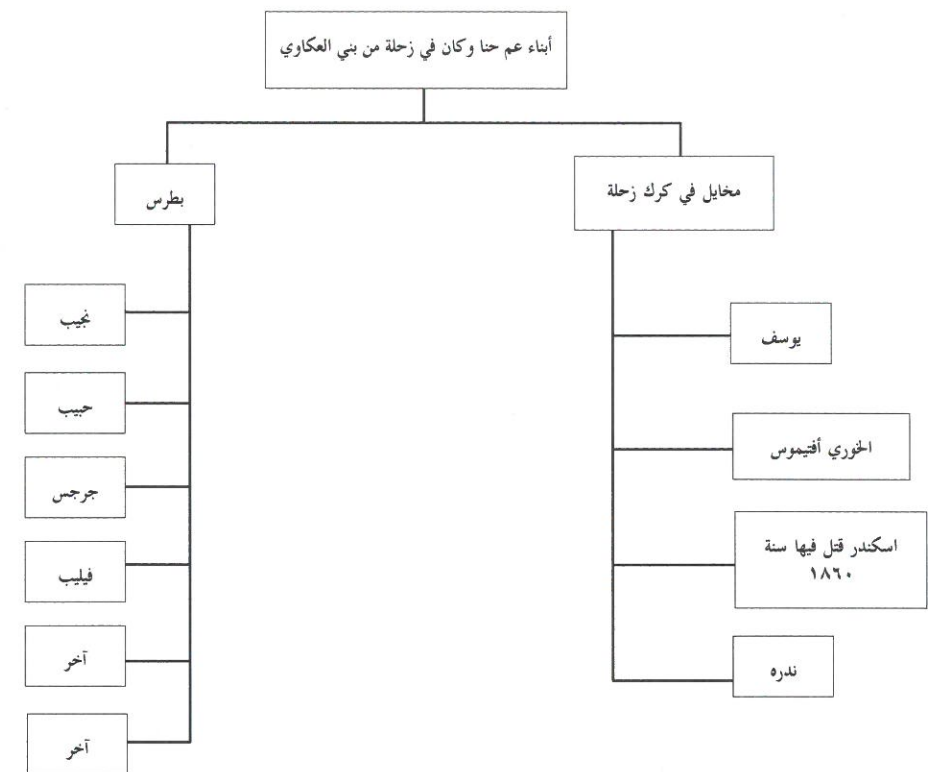 أبناء عم حنا وكان في زحلة من بني العكاوي
مخايل في كرك زحلة
بطرس
يوسف
الخوري أفتيموس
اسكندر قتل فيها سنة
١٨٦٠
ندره
نجيب
حبيب
جرجس
فيليب
آخر
آخر